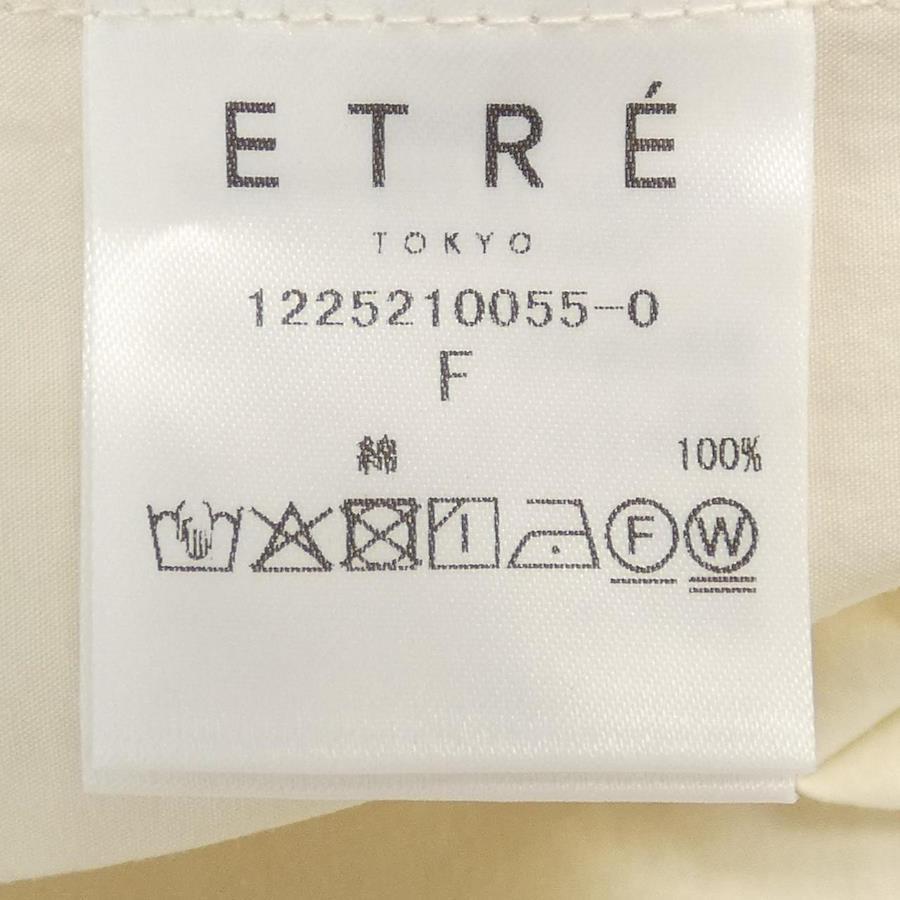 ETRÉ
TOKYO
1225210055-0
F
綿 100%
F W